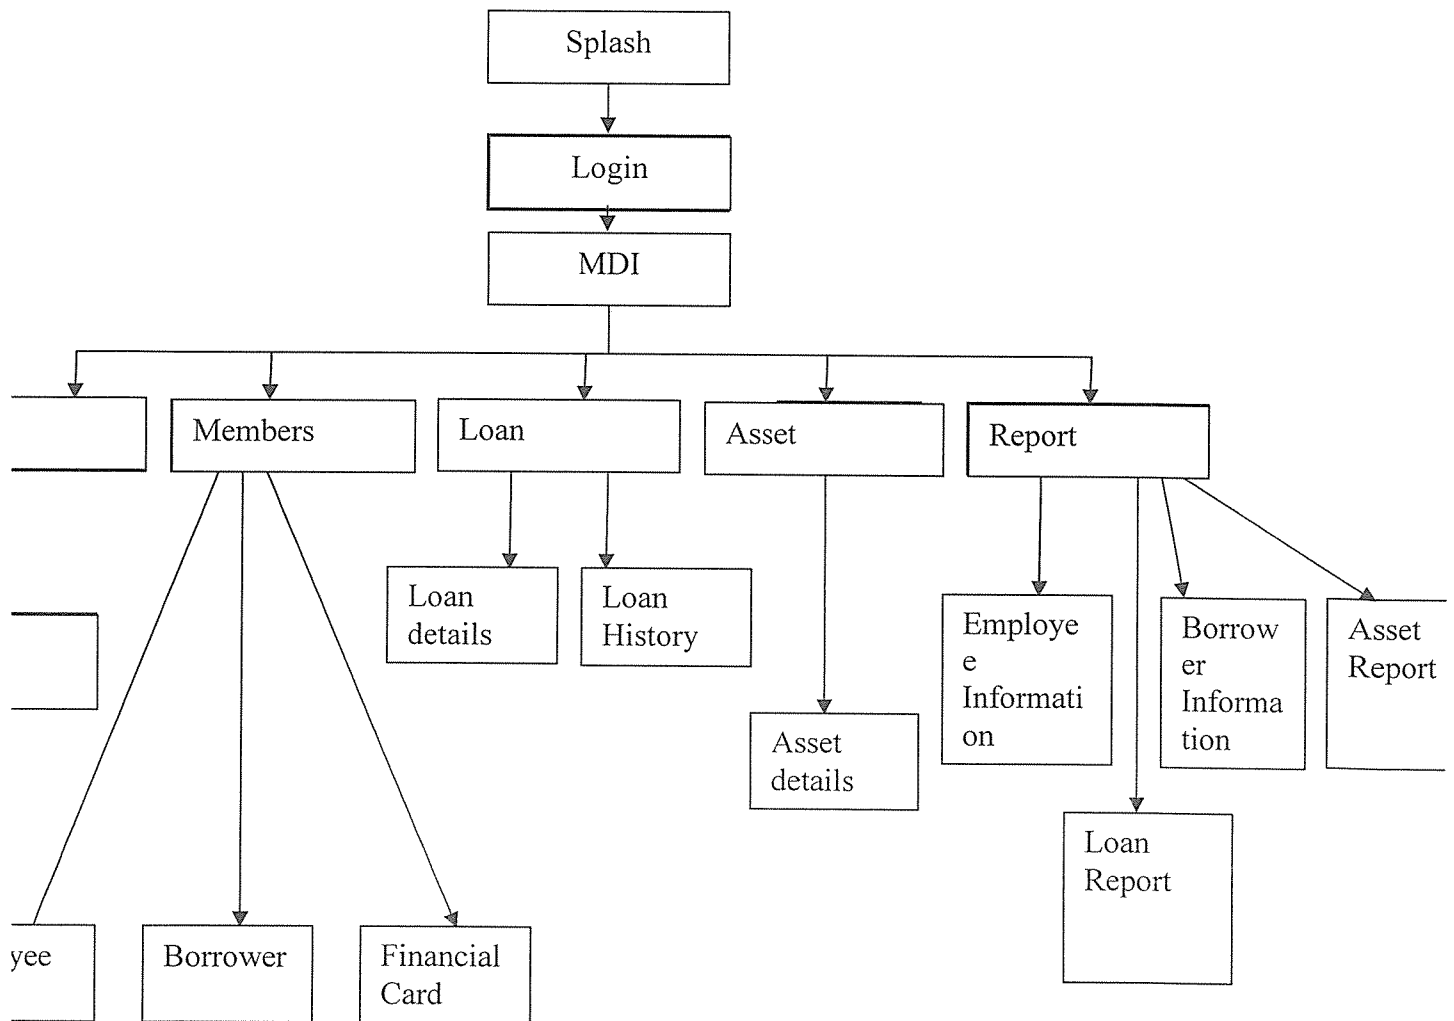 Splash
Login
MDI
Members
Loan
Asset
Report
Loan
details
Loan
History
Asset
details
Employe
e
Informati
on
Borrow
er
Informa
tion
Asset
Report
Loan
Report
yee
Borrower
Financial
Card